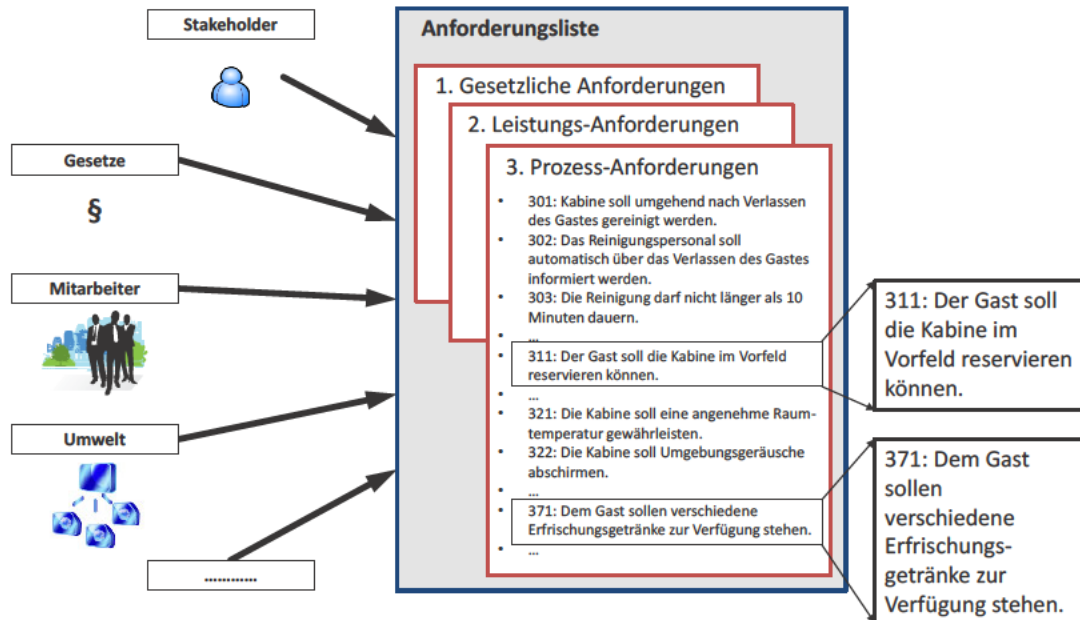 Stakeholder
Gesetze
§
Mitarbeiter
Umwelt
............
Anforderungsliste
1. Gesetzliche Anforderungen
2. Leistungs-Anforderungen
3. Prozess-Anforderungen
• 301: Kabine soll umgehend nach Verlassen
des Gastes gereinigt werden.
• 302: Das Reinigungspersonal soll
automatisch über das Verlassen des Gastes
informiert werden.
• 303: Die Reinigung darf nicht länger als 10
Minuten dauern.
• ...
• 311: Der Gast soll die Kabine im Vorfeld
reservieren können.
• ...
• 321: Die Kabine soll eine angenehme Raum-
temperatur gewährleisten.
• 322: Die Kabine soll Umgebungsgeräusche
abschirmen.
• ...
• 371: Dem Gast sollen verschiedene
Erfrischungsgetränke zur Verfügung stehen.
• ...
311: Der Gast soll
die Kabine im
Vorfeld reservieren
können.
371: Dem Gast
sollen
verschiedene
Erfrischungs-
getränke zur
Verfügung stehen.